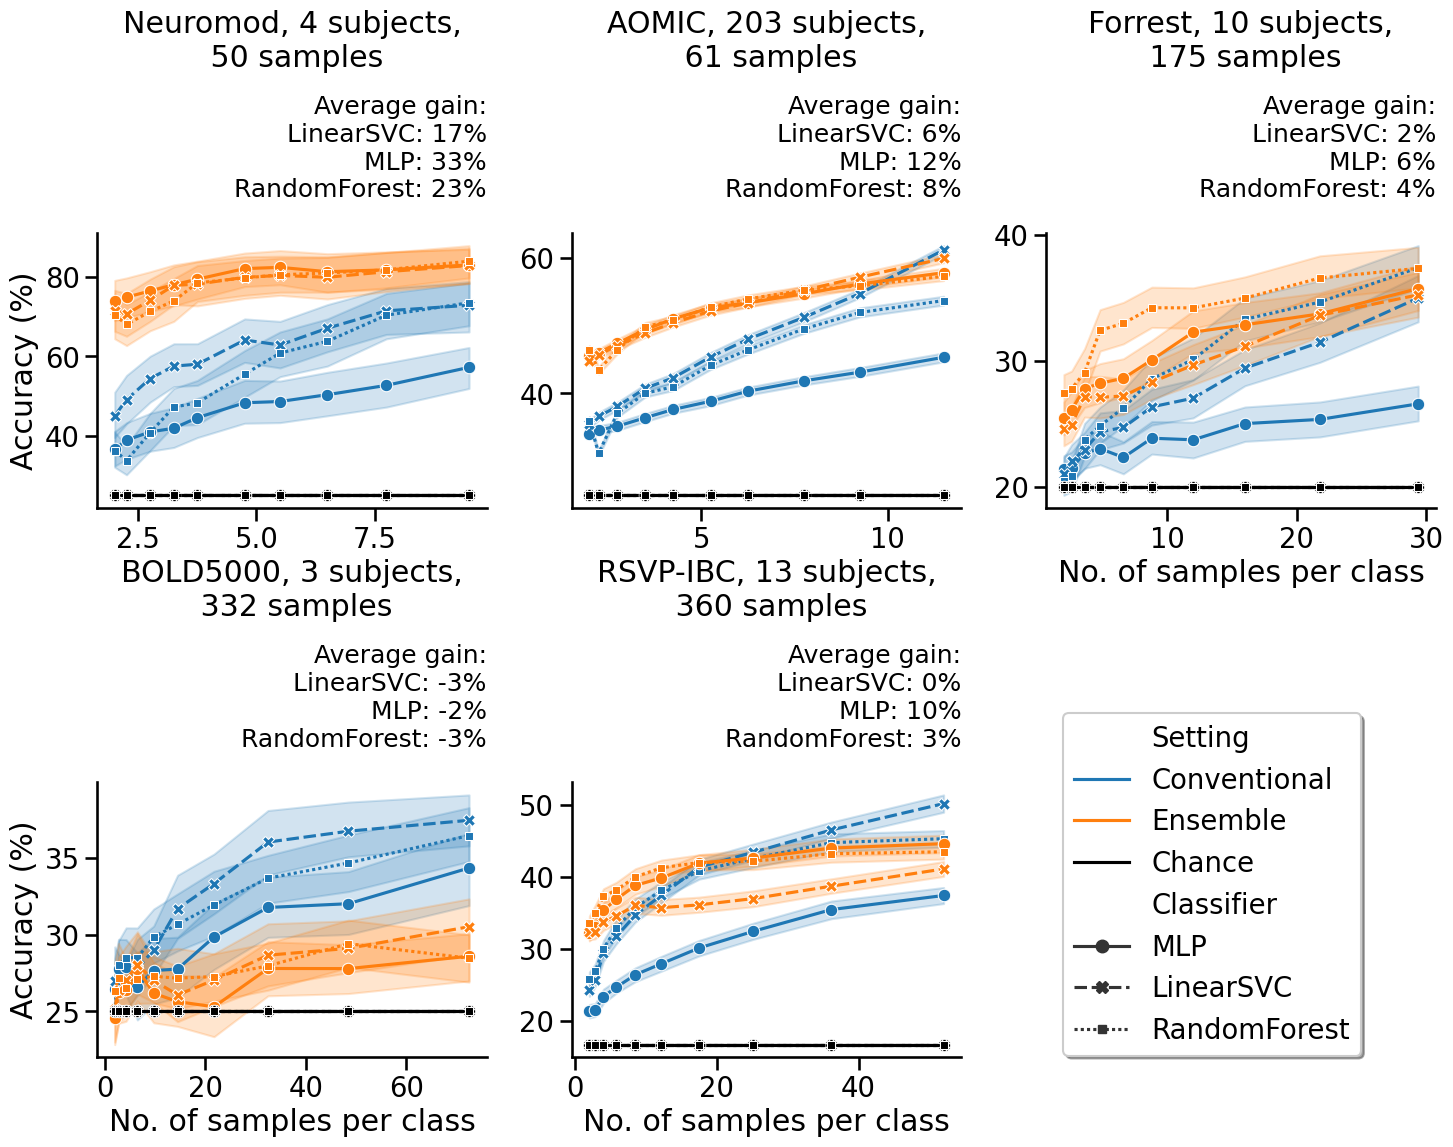 Neuromod, 4 subjects,
50 samples
Average gain:
LinearSVC: 17%
MLP: 33%
RandomForest: 23%
Accuracy (%)
80
60
40
2.5 5.0 7.5
AOMIC, 203 subjects,
61 samples
Average gain:
LinearSVC: 6%
MLP: 12%
RandomForest: 8%
60
40
5 10
Forrest, 10 subjects,
175 samples
Average gain:
LinearSVC: 2%
MLP: 6%
RandomForest: 4%
40
30
20
10 20 30
No. of samples per class
BOLD5000, 3 subjects,
332 samples
Average gain:
LinearSVC: -3%
MLP: -2%
RandomForest: -3%
Accuracy (%)
35
30
25
0 20 40 60
No. of samples per class
RSVP-IBC, 13 subjects,
360 samples
Average gain:
LinearSVC: 0%
MLP: 10%
RandomForest: 3%
50
40
30
20
0 20 40
No. of samples per class
Setting
Conventional
Ensemble
Chance
Classifier
MLP
LinearSVC
RandomForest